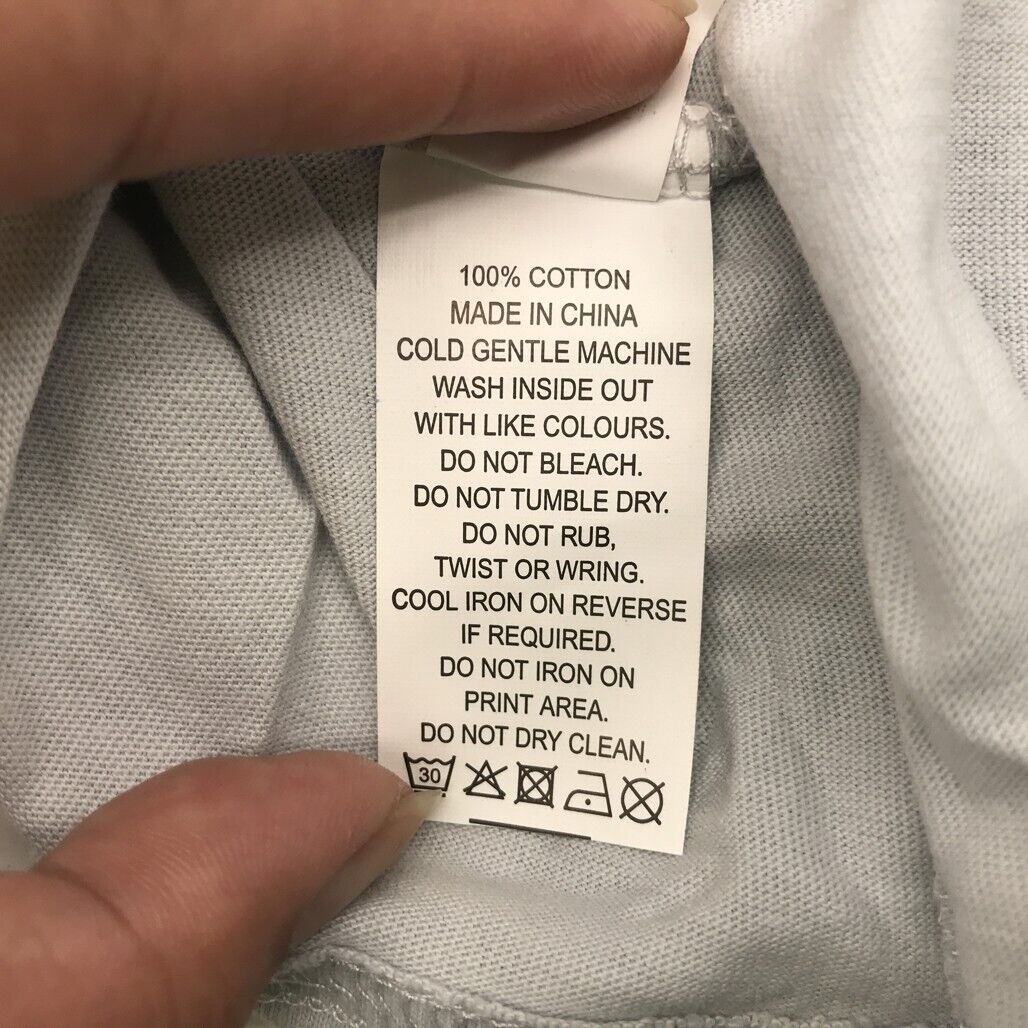 100% COTTON
MADE IN CHINA
COLD GENTLE MACHINE
WASH INSIDE OUT
WITH LIKE COLOURS.
DO NOT BLEACH.
DO NOT TUMBLE DRY.
DO NOT RUB,
TWIST OR WRING.
COOL IRON ON REVERSE
IF REQUIRED.
DO NOT IRON ON
PRINT AREA.
DO NOT DRY CLEAN.
30